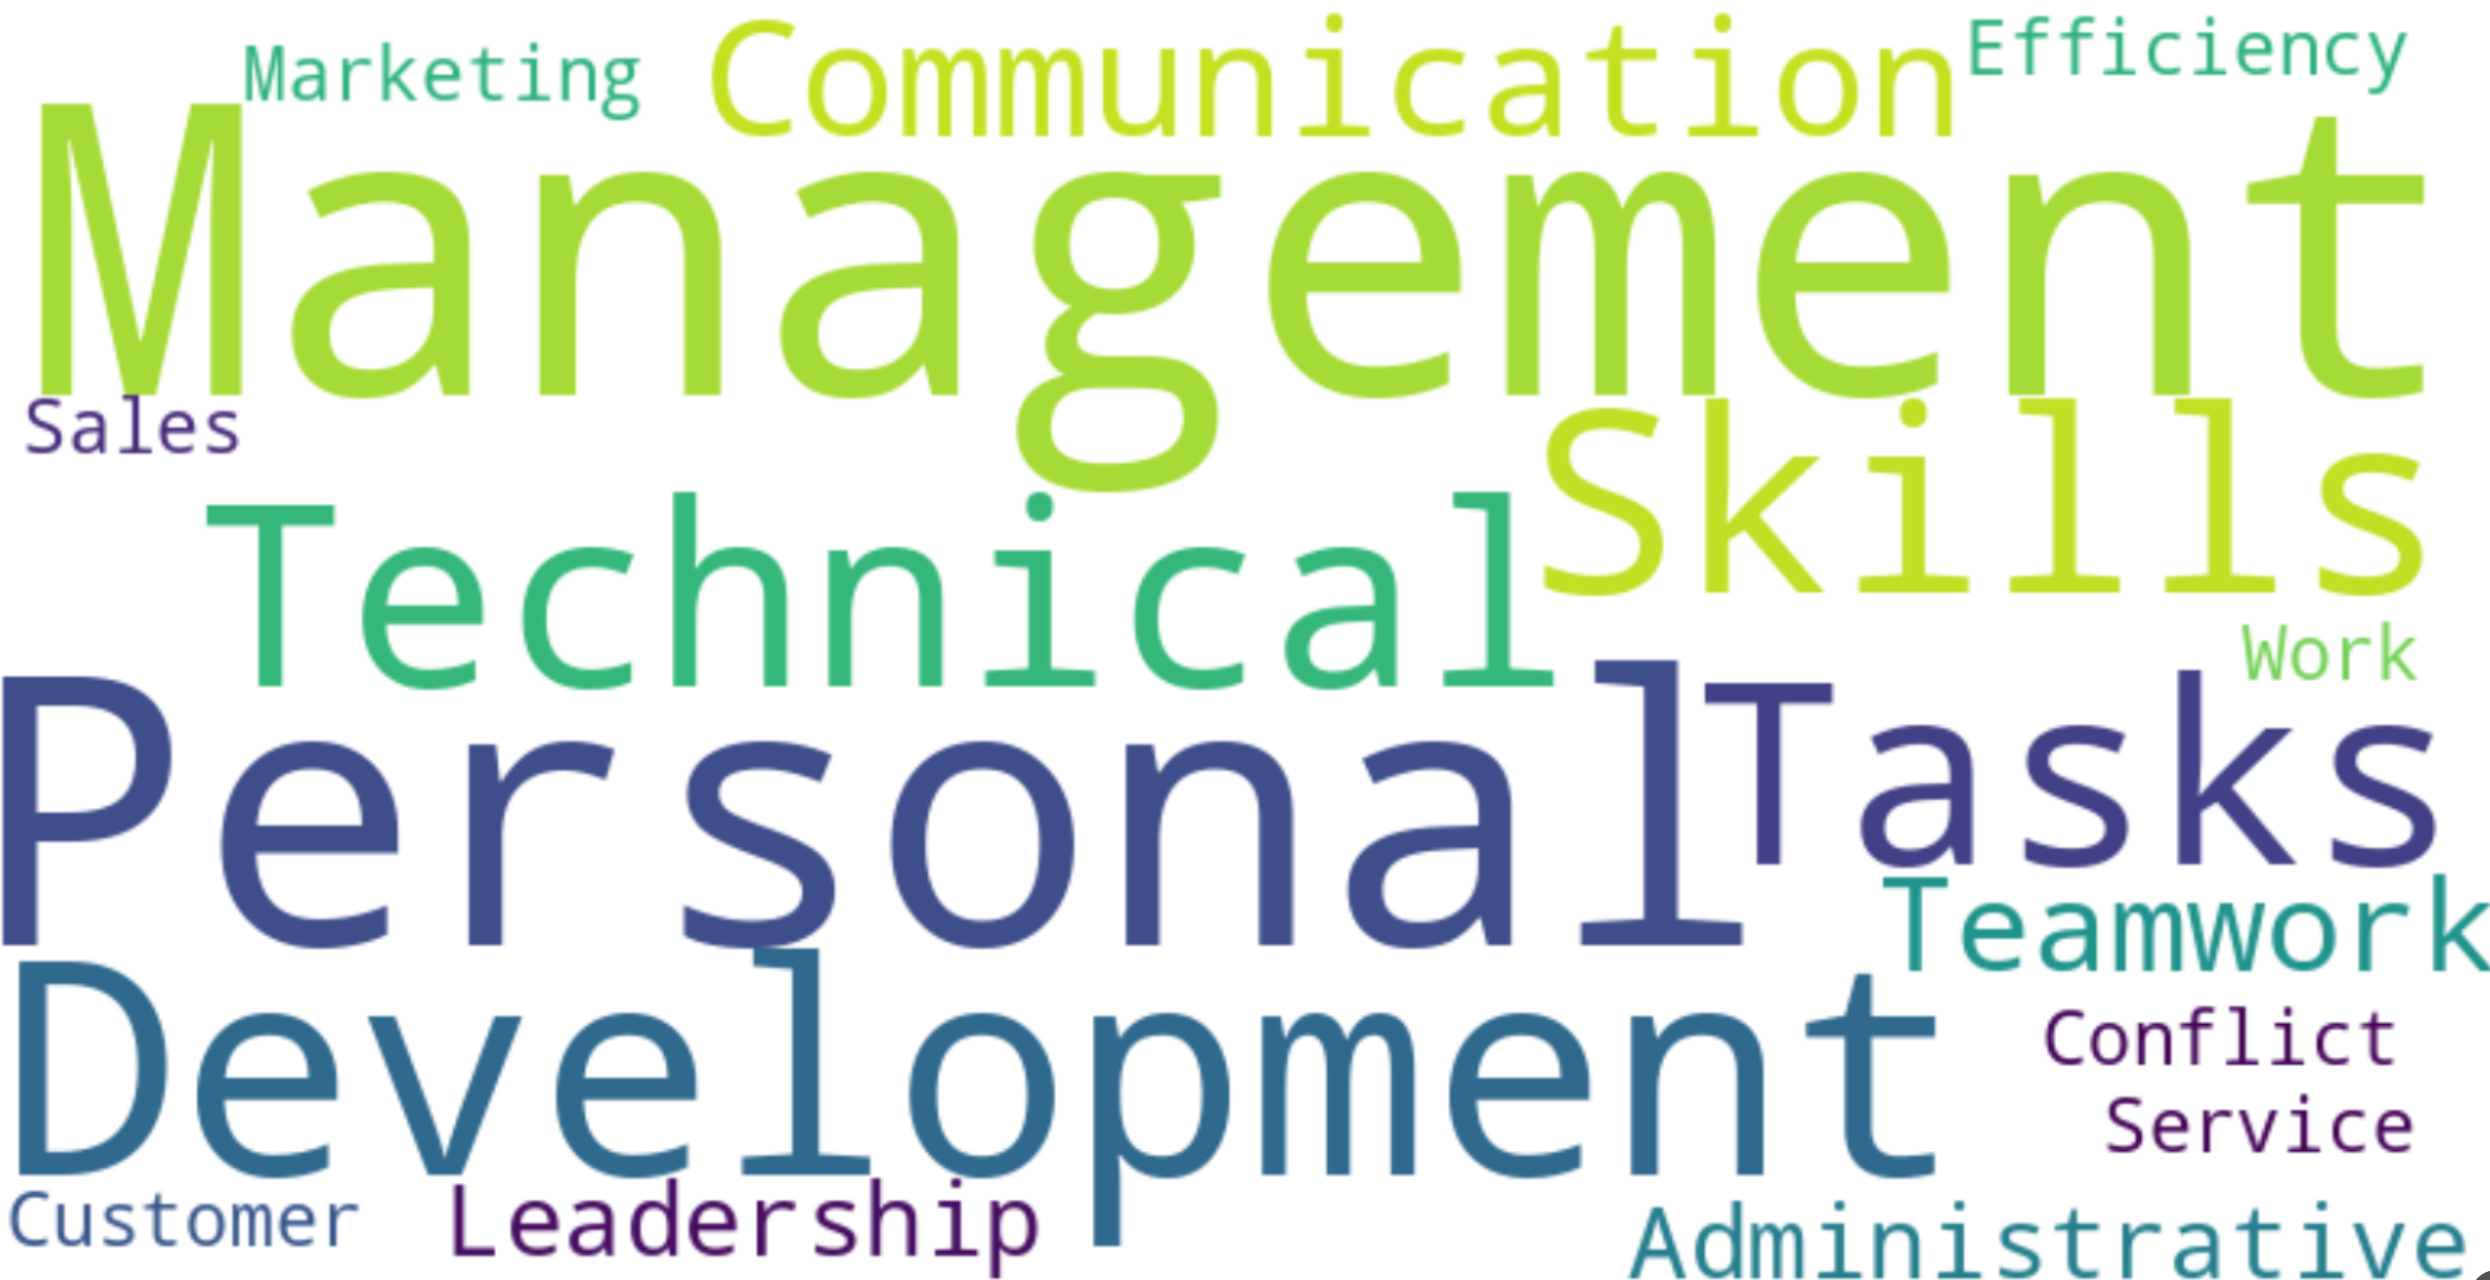 Marketing
Communication
Efficiency
Management
Sales
Skills
Technical
Work
Personal
Tasks
Teamwork
Development
Conflict
Service
Customer
Leadership
Administrative